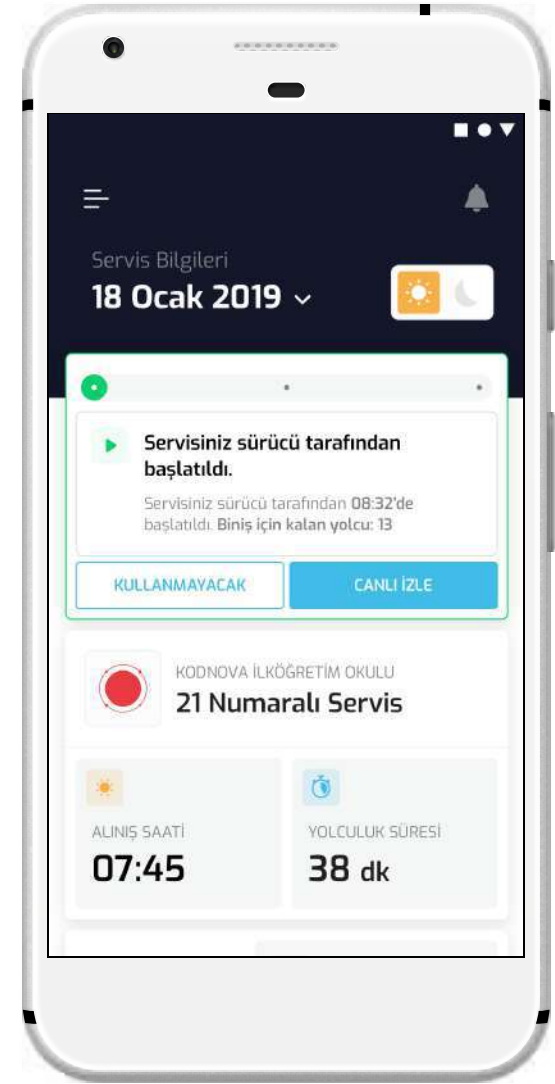 Servis Bilgileri
18 Ocak 2019
Servisiniz sürücü tarafından
başlatıldı.
Servisiniz sürücü tarafından 08:32'de
başlatıldı. Biniş için kalan yolcu: 13
KULLANMAYACAK
CANLI İZLE
KODNOVA İLKÖĞRETİM OKULU
21 Numaralı Servis
ALINIŞ SAATİ
YOLCULUK SÜRESİ
07:45
38 dk